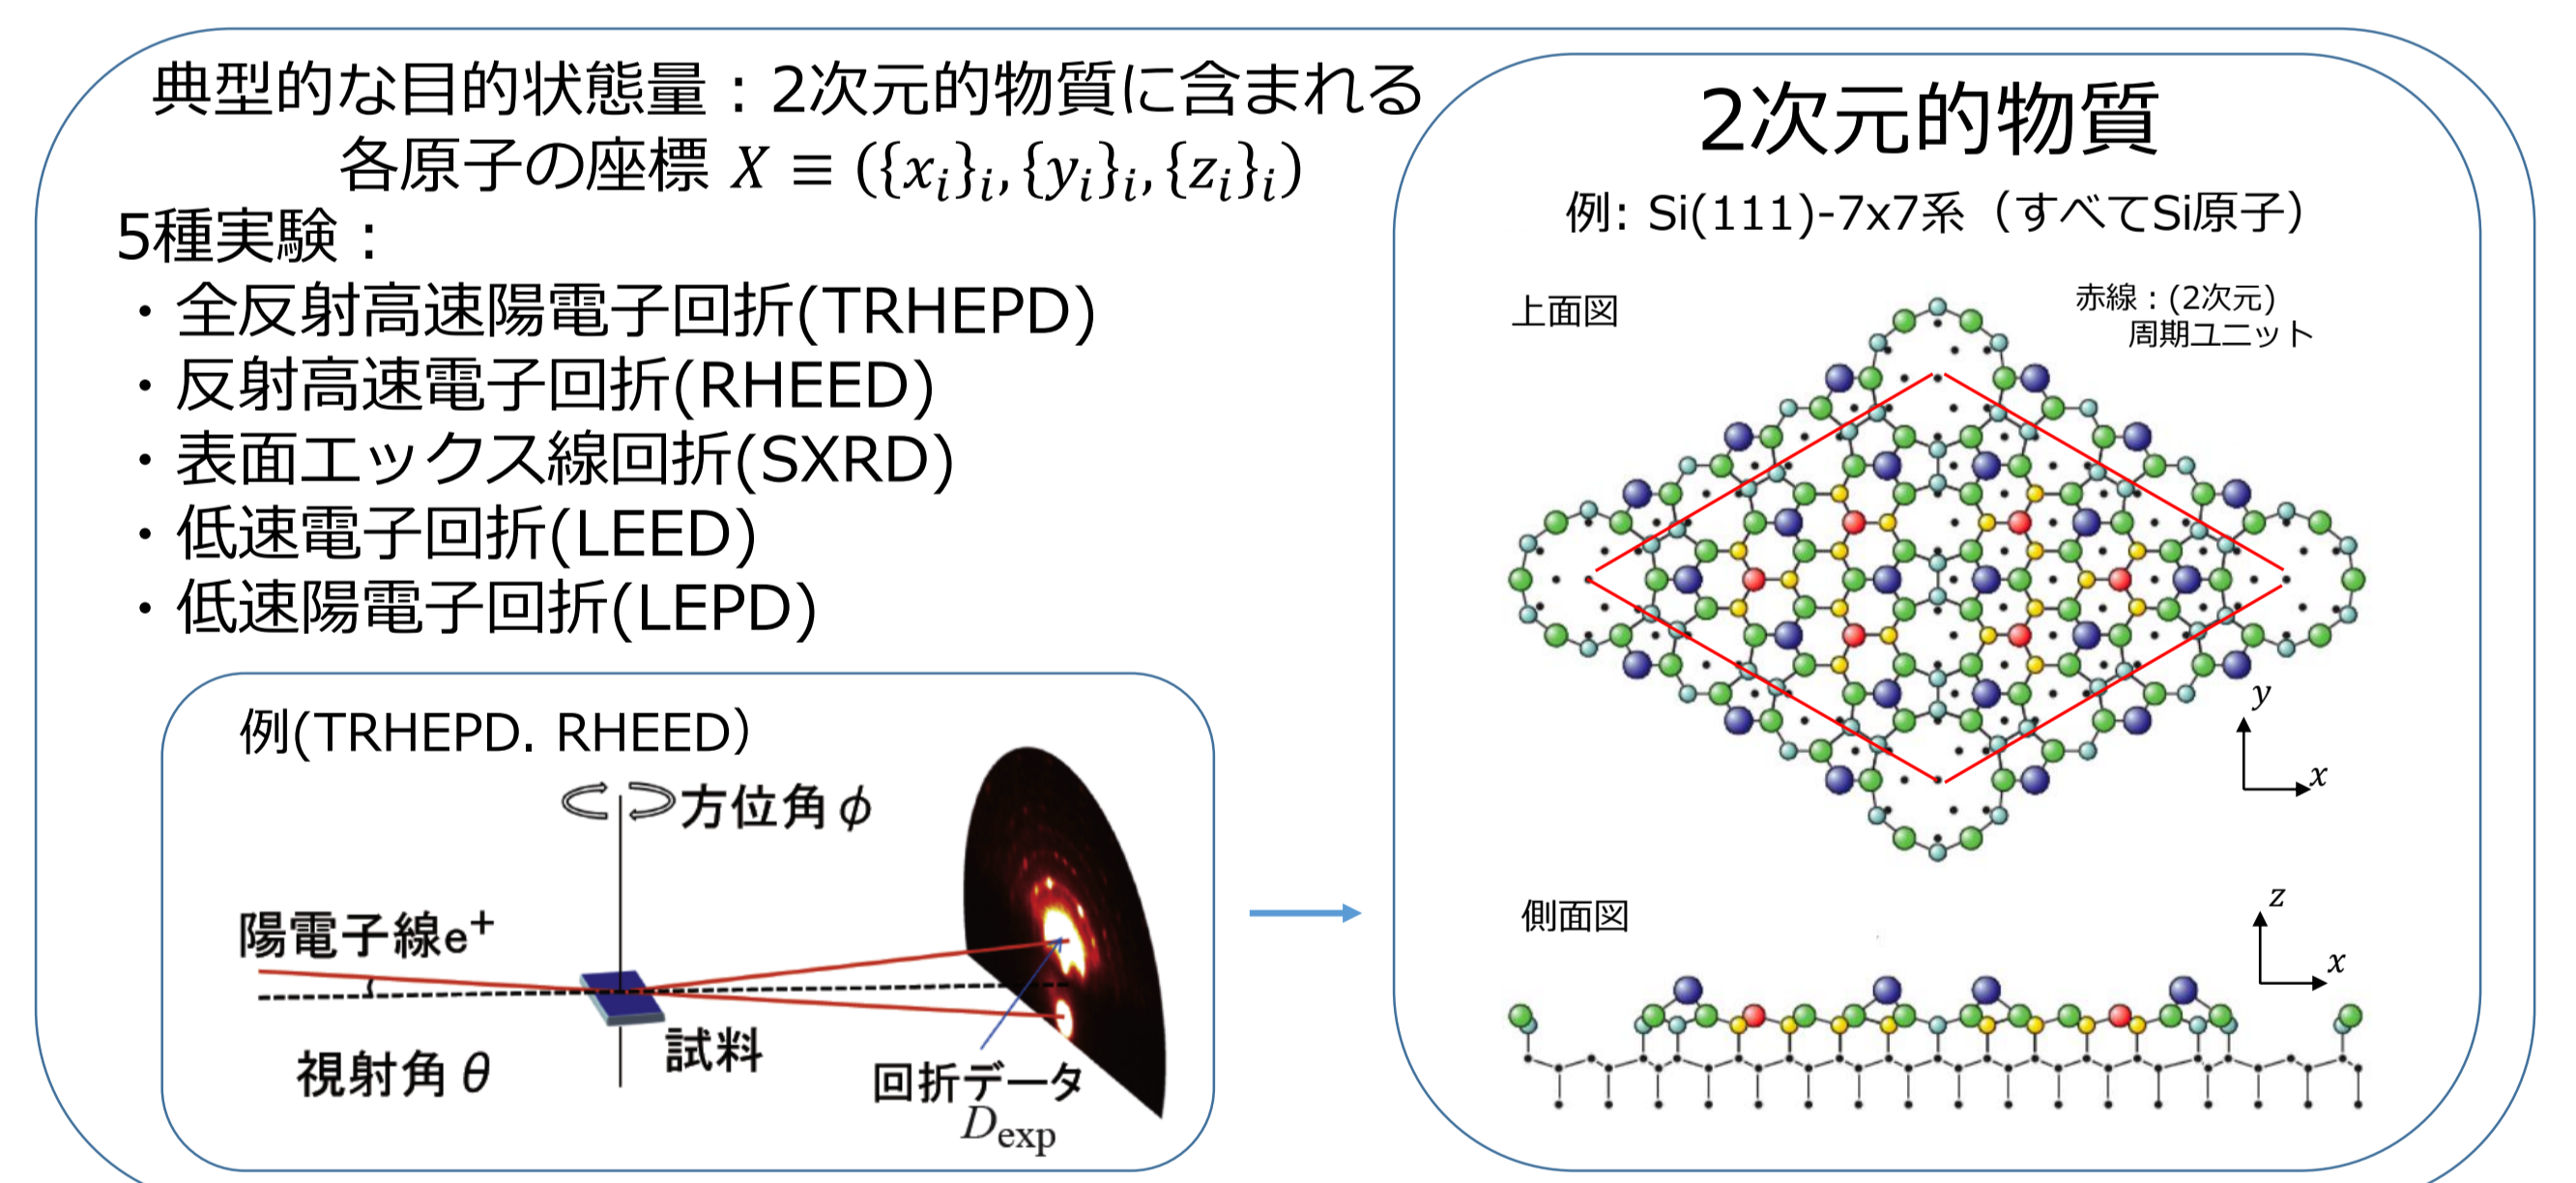 典型的な目的状態量：2次元的物質に含まれる
各原子の座標 X ≡ ({x_i}_i, {y_i}_i, {z_i}_i)
5種実験：
・全反射高速陽電子回折(TRHEPD)
・反射高速電子回折(RHEED)
・表面エックス線回折(SXRD)
・低速電子回折(LEED)
・低速陽電子回折(LEPD)
例(TRHEPD. RHEED）
方位角φ
陽電子線e⁺
視射角θ
試料
回折データ
D_exp
2次元的物質
例: Si(111)-7x7系（すべてSi原子）
上面図
赤線：(2次元)
周期ユニット
y
x
側面図
z
x